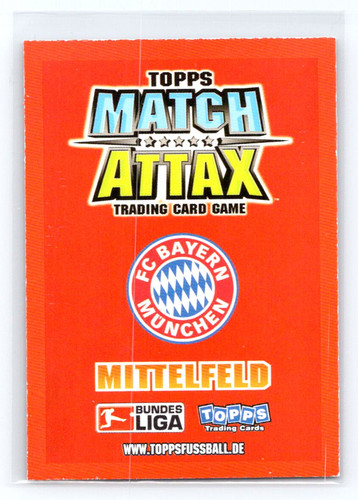 TOPPS
MATCH
ATTAX
TRADING CARD GAME
FC BAYERN
MÜNCHEN
MITTELFELD
BUNDES
LIGA
TOPPS
Trading Cards
WWW.TOPPSFUSSBALL.DE